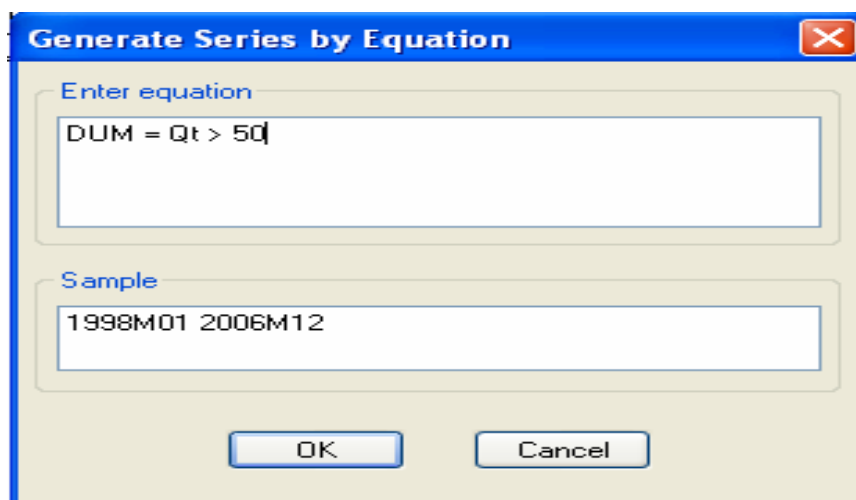 Generate Series by Equation
Enter equation
DUM = Qt > 50
Sample
1998M01 2006M12
OK
Cancel